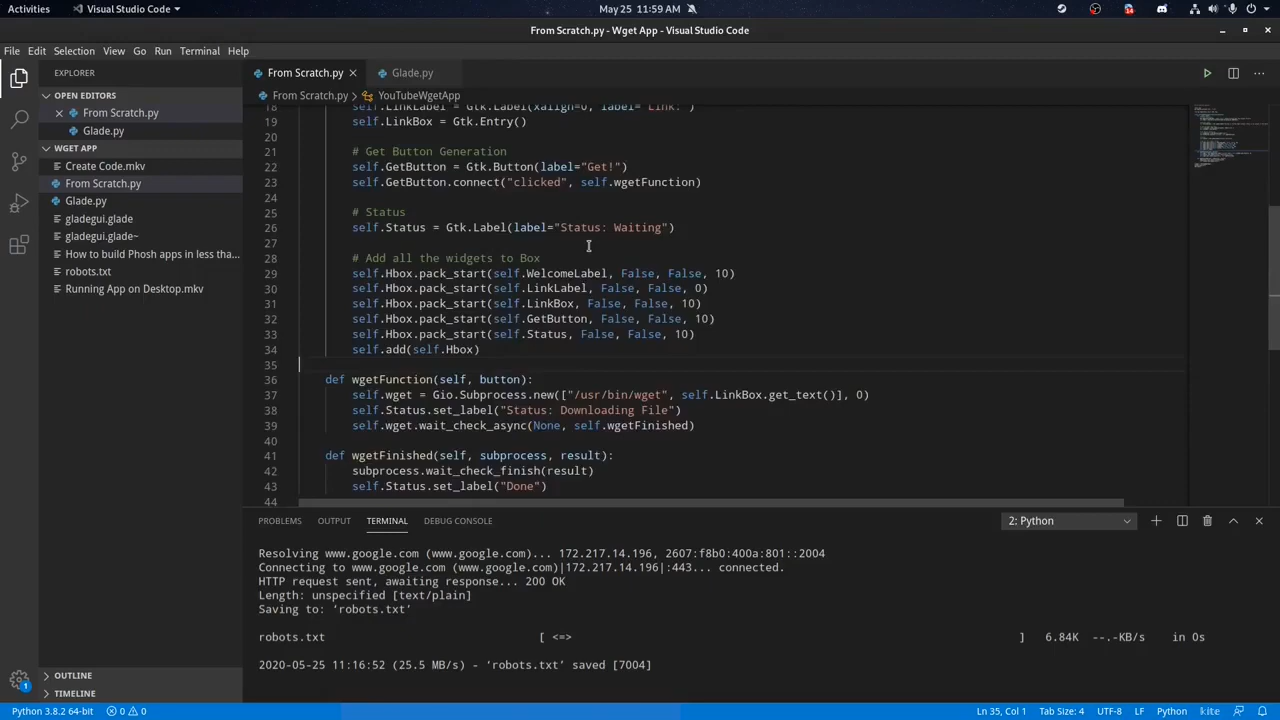 Activities
Visual Studio Code
May 25 11:59 AM
14
From Scratch.py - Wget App - Visual Studio Code
File Edit Selection View Go Run Terminal Help
EXPLORER
OPEN EDITORS
From Scratch.py
Glade.py
WGET APP
Create Code.mkv
From Scratch.py
Glade.py
gladegui.glade
gladegui.glade~
How to build Phosh apps in less tha...
robots.txt
Running App on Desktop.mkv
OUTLINE
TIMELINE
1
From Scratch.py
Glade.py
From Scratch.py > YouTubeWgetApp
18 self.LinkLabel = Gtk.Label(xalign=0, label="Link:")
19 self.LinkBox = Gtk.Entry()
20
21 # Get Button Generation
22 self.GetButton = Gtk.Button(label="Get!")
23 self.GetButton.connect("clicked", self.wgetFunction)
24
25 # Status
26 self.Status = Gtk.Label(label="Status: Waiting")
27
28 # Add all the widgets to Box
29 self.Hbox.pack_start(self.WelcomeLabel, False, False, 10)
30 self.Hbox.pack_start(self.LinkLabel, False, False, 0)
31 self.Hbox.pack_start(self.LinkBox, False, False, 10)
32 self.Hbox.pack_start(self.GetButton, False, False, 10)
33 self.Hbox.pack_start(self.Status, False, False, 10)
34 self.add(self.Hbox)
35
36 def wgetFunction(self, button):
37 self.wget = Gio.Subprocess.new(["/usr/bin/wget", self.LinkBox.get_text()], 0)
38 self.Status.set_label("Status: Downloading File")
39 self.wget.wait_check_async(None, self.wgetFinished)
40
41 def wgetFinished(self, subprocess, result):
42 subprocess.wait_check_finish(result)
43 self.Status.set_label("Done")
44
PROBLEMS OUTPUT TERMINAL DEBUG CONSOLE
2: Python
Resolving www.google.com (www.google.com)... 172.217.14.196, 2607:f8b0:400a:801::2004
Connecting to www.google.com (www.google.com)|172.217.14.196|:443... connected.
HTTP request sent, awaiting response... 200 OK
Length: unspecified [text/plain]
Saving to: ‘robots.txt’
robots.txt [ <=> ] 6.84K --.-KB/s in 0s
2020-05-25 11:16:52 (25.5 MB/s) - ‘robots.txt’ saved [7004]
Python 3.8.2 64-bit
0 0
Ln 35, Col 1 Tab Size: 4 UTF-8 LF Python kite